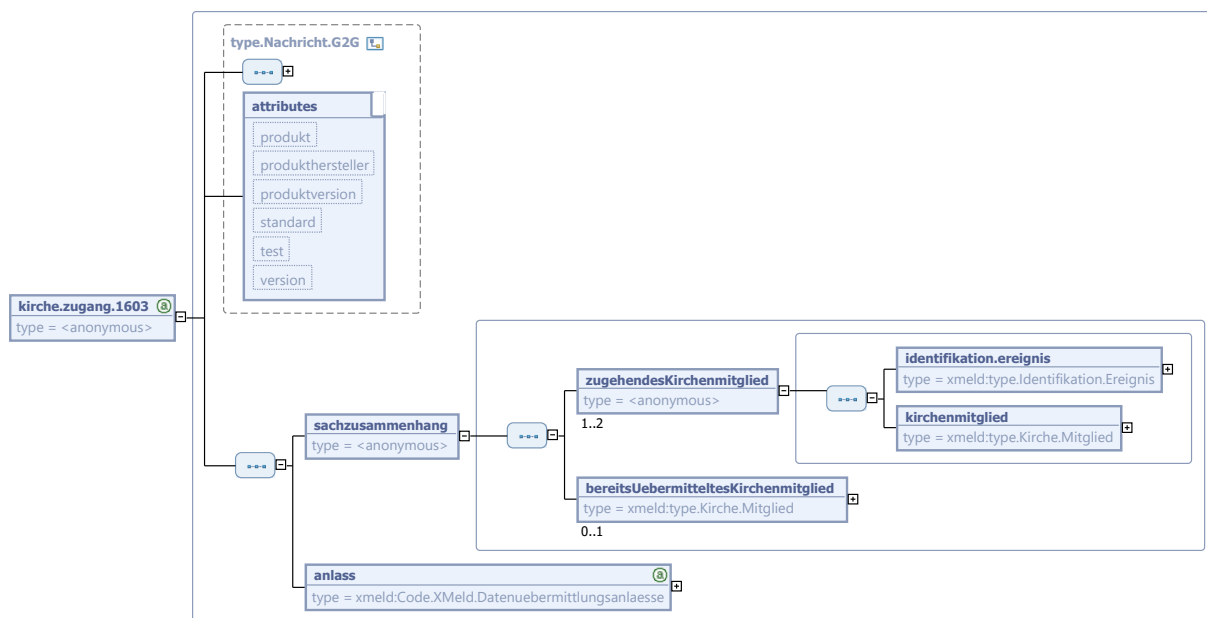 type.Nachricht.G2G
attributes
produkt
produkthersteller
produktversion
standard
test
version
kirche.zugang.1603 a
type = <anonymous>
identifikation.ereignis
type = xmeld:type.Identifikation.Ereignis
zugehendesKirchenmitglied
type = <anonymous>
1..2
kirchenmitglied
type = xmeld:type.Kirche.Mitglied
sachzusammenhang
type = <anonymous>
bereitsUebermitteltesKirchenmitglied
type = xmeld:type.Kirche.Mitglied
0..1
anlass a
type = xmeld:Code.XMeld.Datenuebermittlungsanlaesse